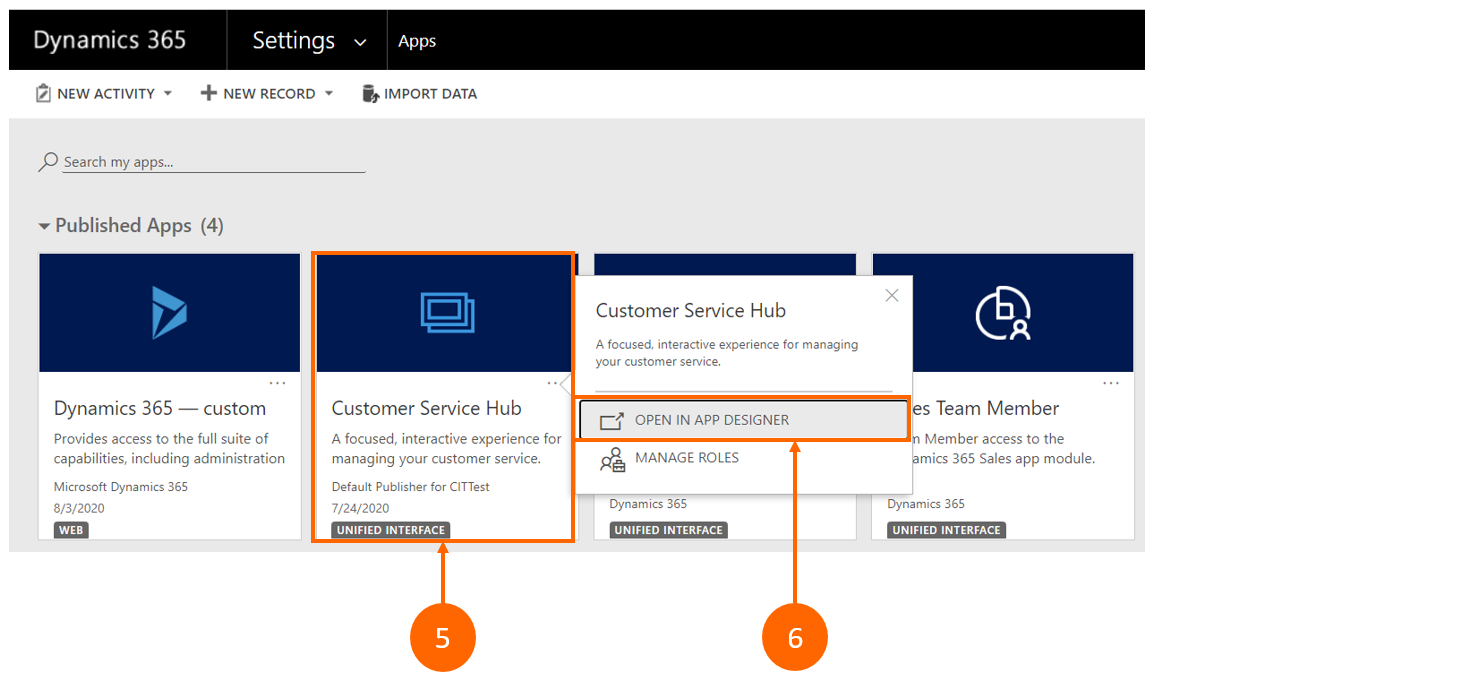 Dynamics 365
Settings
Apps
NEW ACTIVITY
NEW RECORD
IMPORT DATA
Search my apps...
Published Apps (4)
Dynamics 365 — custom
Provides access to the full suite of
capabilities, including administration
Microsoft Dynamics 365
8/3/2020
WEB
Customer Service Hub
A focused, interactive experience for
managing your customer service.
Default Publisher for CITTest
7/24/2020
UNIFIED INTERFACE
Customer Service Hub
A focused, interactive experience for managing
your customer service.
OPEN IN APP DESIGNER
MANAGE ROLES
Dynamics 365
UNIFIED INTERFACE
es Team Member
m Member access to the
amics 365 Sales app module.
Dynamics 365
UNIFIED INTERFACE
5
6